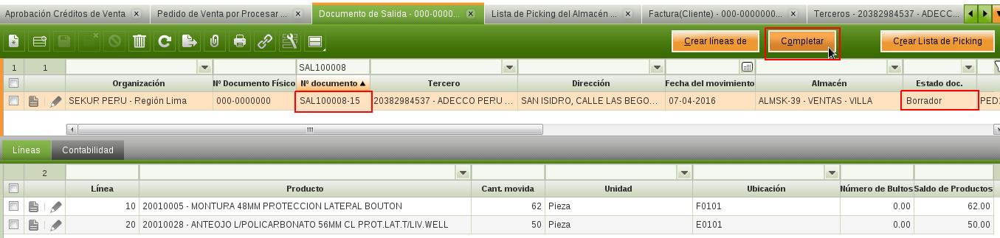 Aprobación Créditos de Venta
Pedido de Venta por Procesar ...
Documento de Salida - 000-0000...
Lista de Picking del Almacén ...
Factura(Cliente) - 000-0000000...
Terceros - 20382984537 - ADECC...
Crear líneas de
Completar
Crear Lista de Picking
1 1 SAL100008
Organización Nº Documento Físico Nº documento Tercero Dirección Fecha del movimiento Almacén Estado doc.
SEKUR PERU - Región Lima 000-0000000 SAL100008-15 20382984537 - ADECCO PERU ... SAN ISIDRO, CALLE LAS BEGO... 07-04-2016 ALMSK-39 - VENTAS - VILLA Borrador PED
Líneas Contabilidad
2
Línea Producto Cant. movida Unidad Ubicación Número de Bultos Saldo de Productos
10 20010005 - MONTURA 48MM PROTECCION LATERAL BOUTON 62 Pieza F0101 0.00 62.00
20 20010028 - ANTEOJO L/POLICARBONATO 56MM CL PROT.LAT.T/LIV.WELL 50 Pieza E0101 0.00 50.00